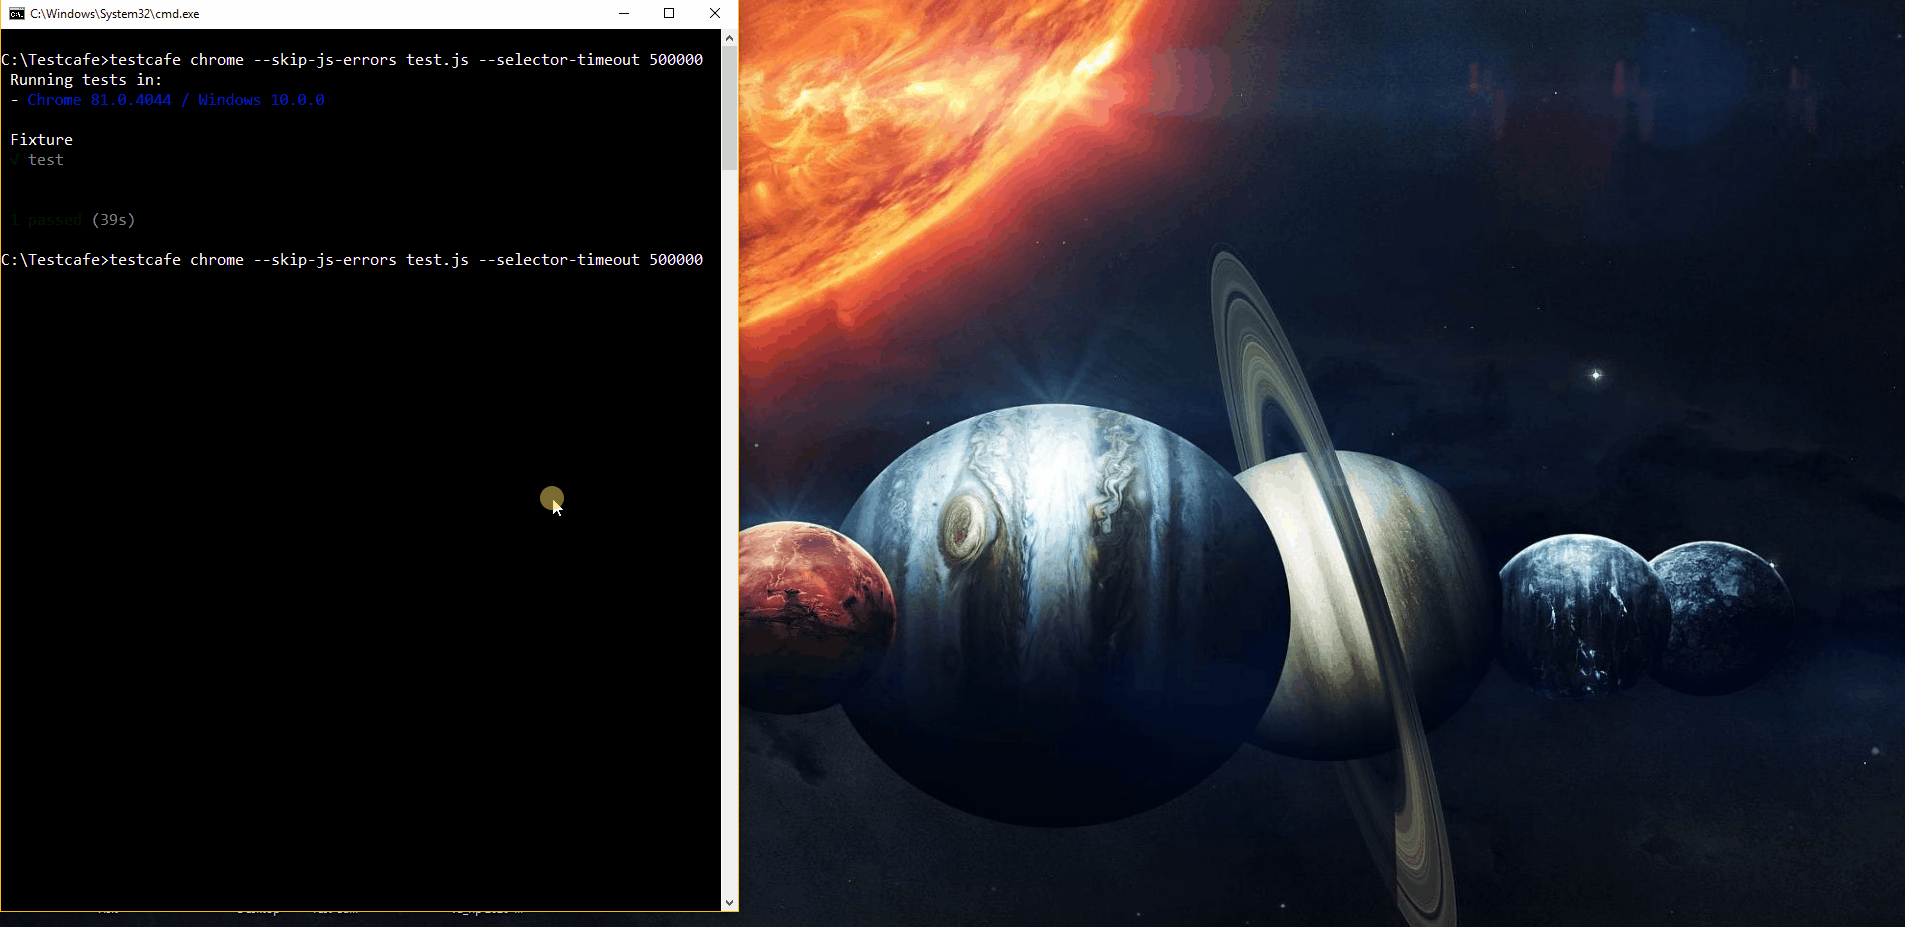 C:\Windows\System32\cmd.exe
C:\Testcafe>testcafe chrome --skip-js-errors test.js --selector-timeout 500000
Running tests in:
- Chrome 81.0.4044 / Windows 10.0.0
Fixture
√ test
1 passed (39s)
C:\Testcafe>testcafe chrome --skip-js-errors test.js --selector-timeout 500000